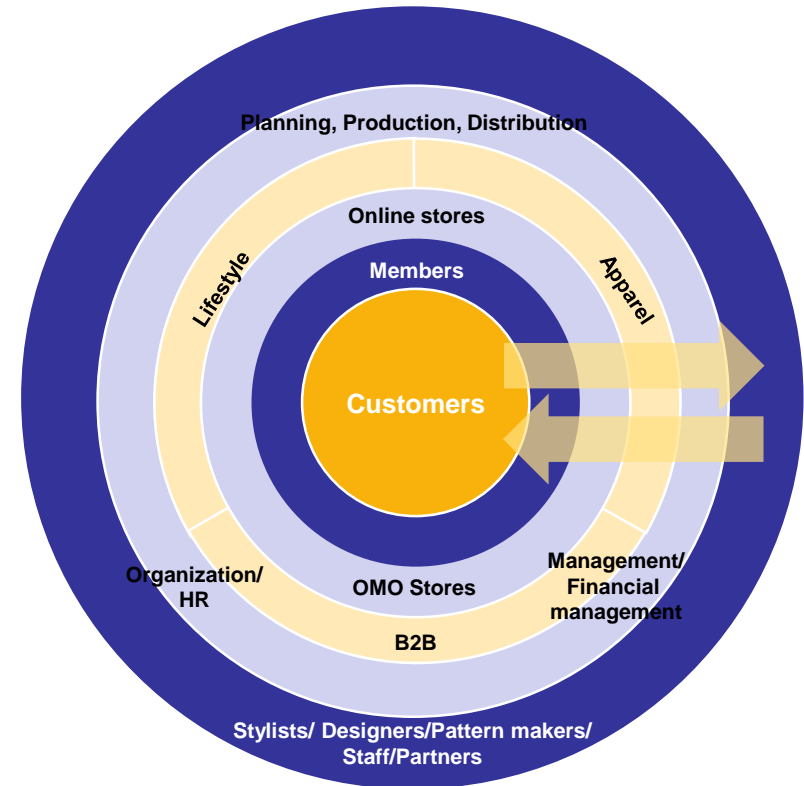 Planning, Production, Distribution
Online stores
Members
Lifestyle
Apparel
Customers
Organization/
HR
OMO Stores
Management/
Financial
management
B2B
Stylists/ Designers/Pattern makers/
Staff/Partners